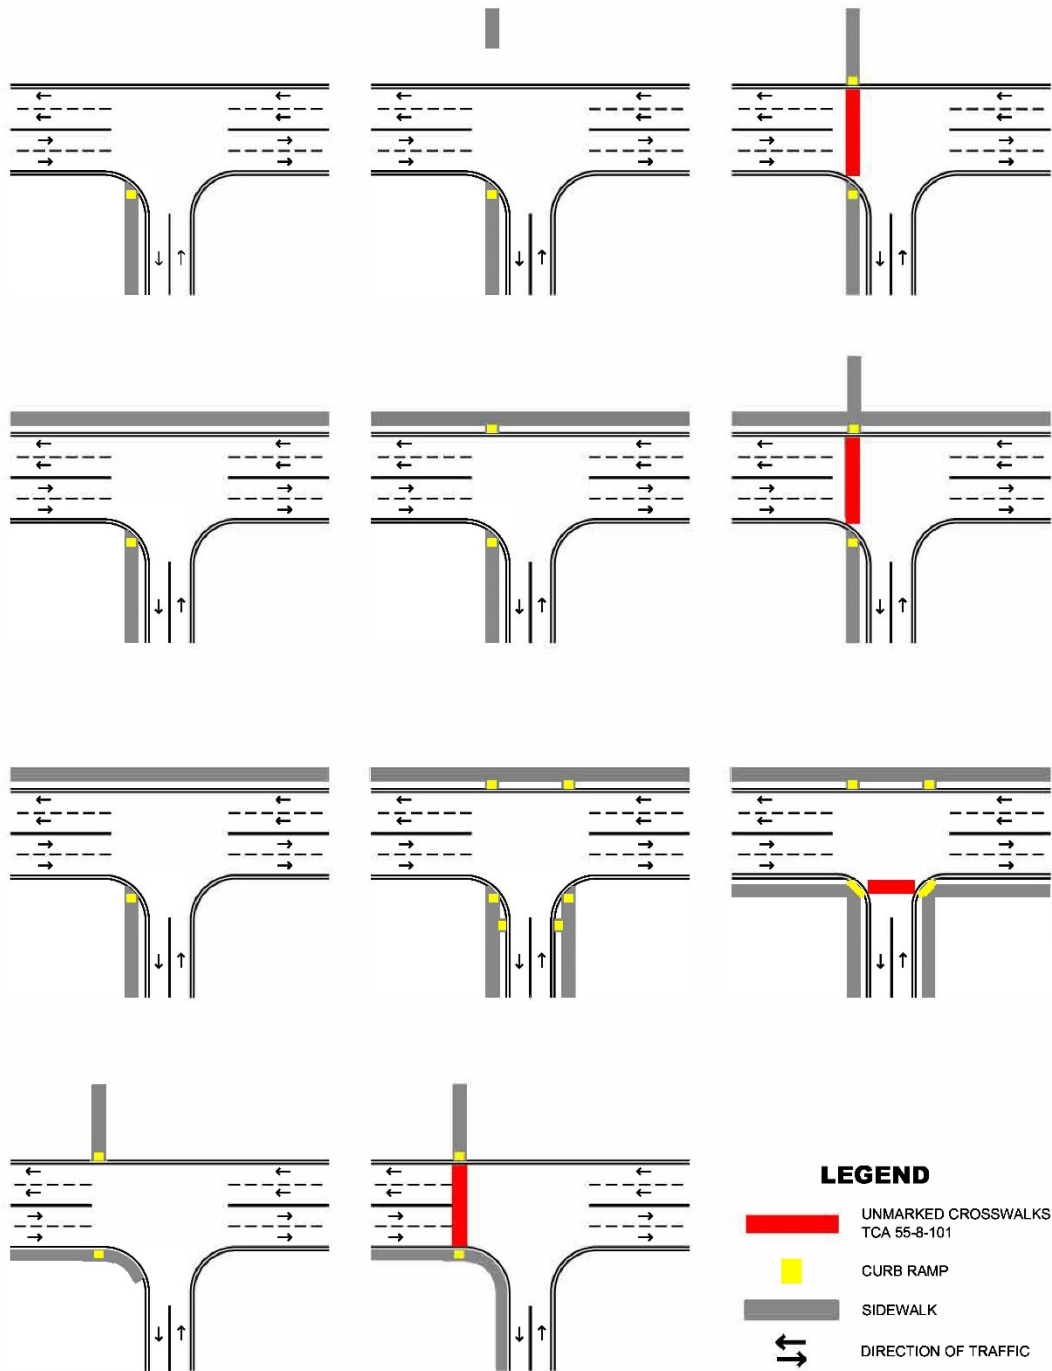 LEGEND
UNMARKED CROSSWALKS
TCA 55-8-101
CURB RAMP
SIDEWALK
DIRECTION OF TRAFFIC